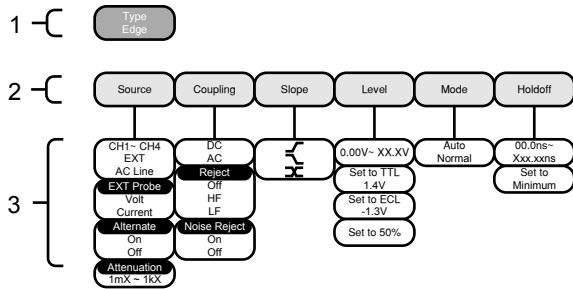 1
Type
Edge
2
Source
Coupling
Slope
Level
Mode
Holdoff
3
CH1~ CH4
EXT
AC Line
EXT Probe
Volt
Current
Alternate
On
Off
Attenuation
1mX ~ 1kX
DC
AC
Reject
Off
HF
LF
Noise Reject
On
Off
0.00V~ XX.XV
Set to TTL
1.4V
Set to ECL
-1.3V
Set to 50%
Auto
Normal
00.0ns~
Xxx.xxns
Set to
Minimum